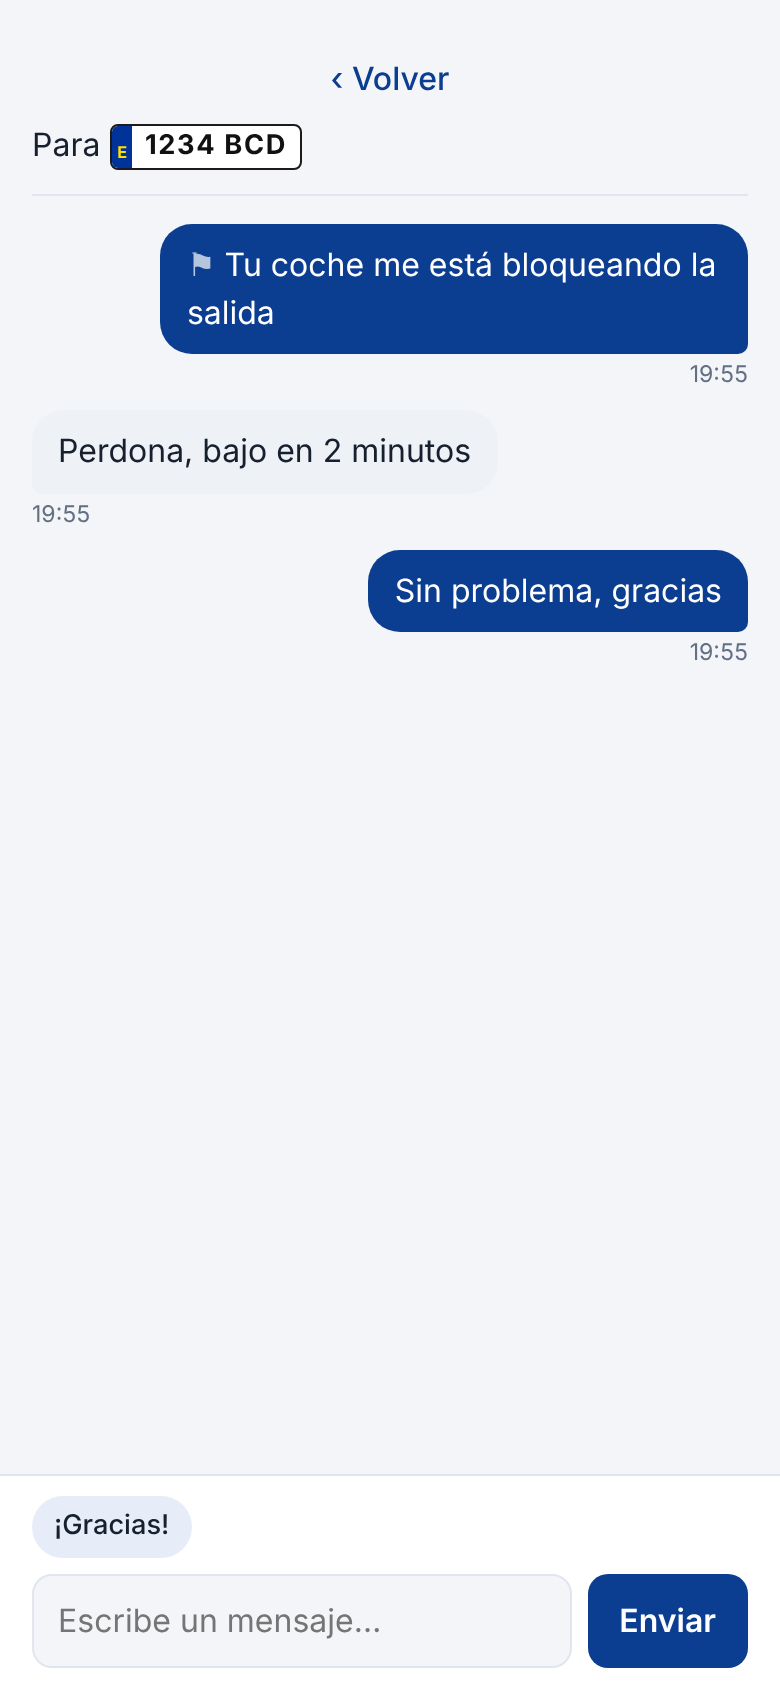 ‹ Volver
Para E 1234 BCD
⚑ Tu coche me está bloqueando la
salida
19:55
Perdona, bajo en 2 minutos
19:55
Sin problema, gracias
19:55
¡Gracias!
Escribe un mensaje...
Enviar